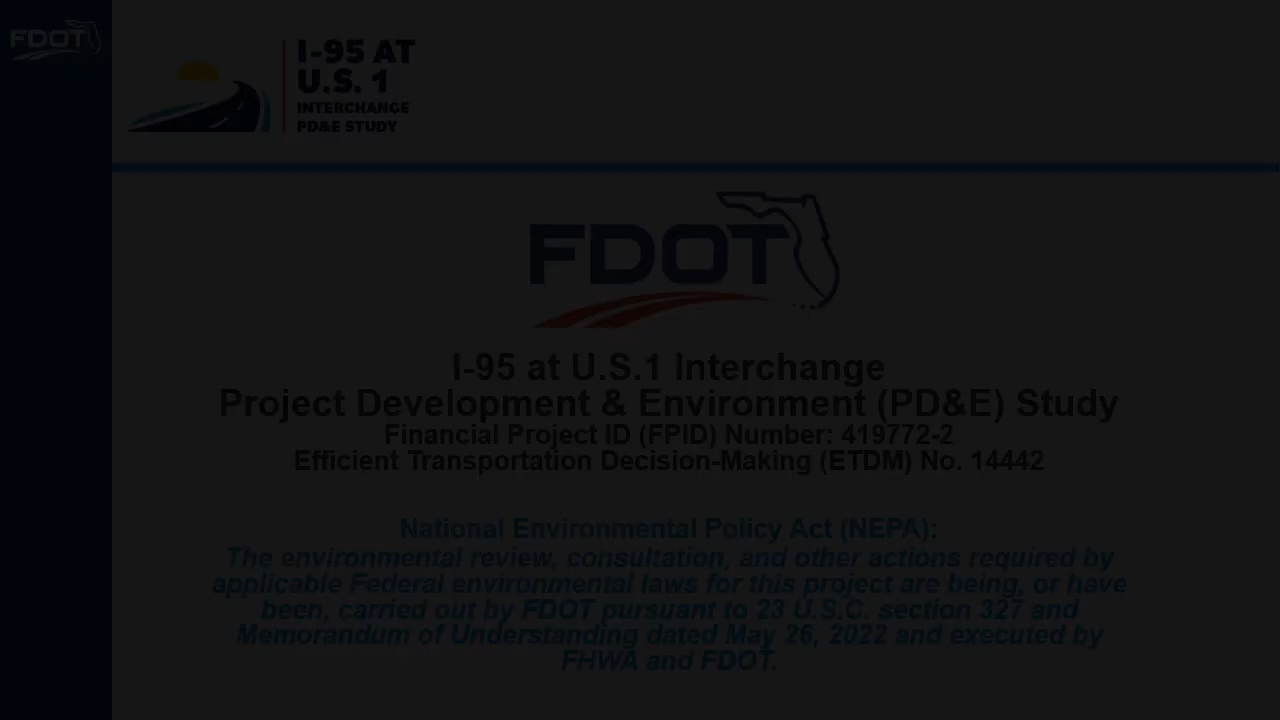 FDOT
I-95 AT
U.S. 1
INTERCHANGE
PD&E STUDY
FDOT
I-95 at U.S.1 Interchange
Project Development & Environment (PD&E) Study
Financial Project ID (FPID) Number: 419772-2
Efficient Transportation Decision-Making (ETDM) No. 14442
National Environmental Policy Act (NEPA):
The environmental review, consultation, and other actions required by
applicable Federal environmental laws for this project are being, or have
been, carried out by FDOT pursuant to 23 U.S.C. section 327 and
Memorandum of Understanding dated May 26, 2022 and executed by
FHWA and FDOT.